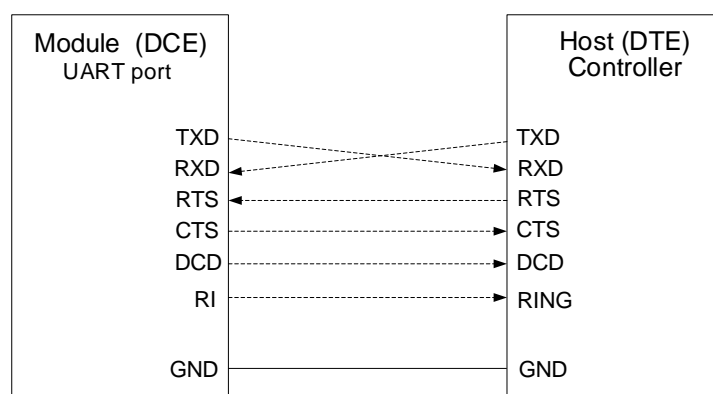 Module (DCE)
UART port
TXD
RXD
RTS
CTS
DCD
RI
GND
Host (DTE)
Controller
TXD
RXD
RTS
CTS
DCD
RING
GND